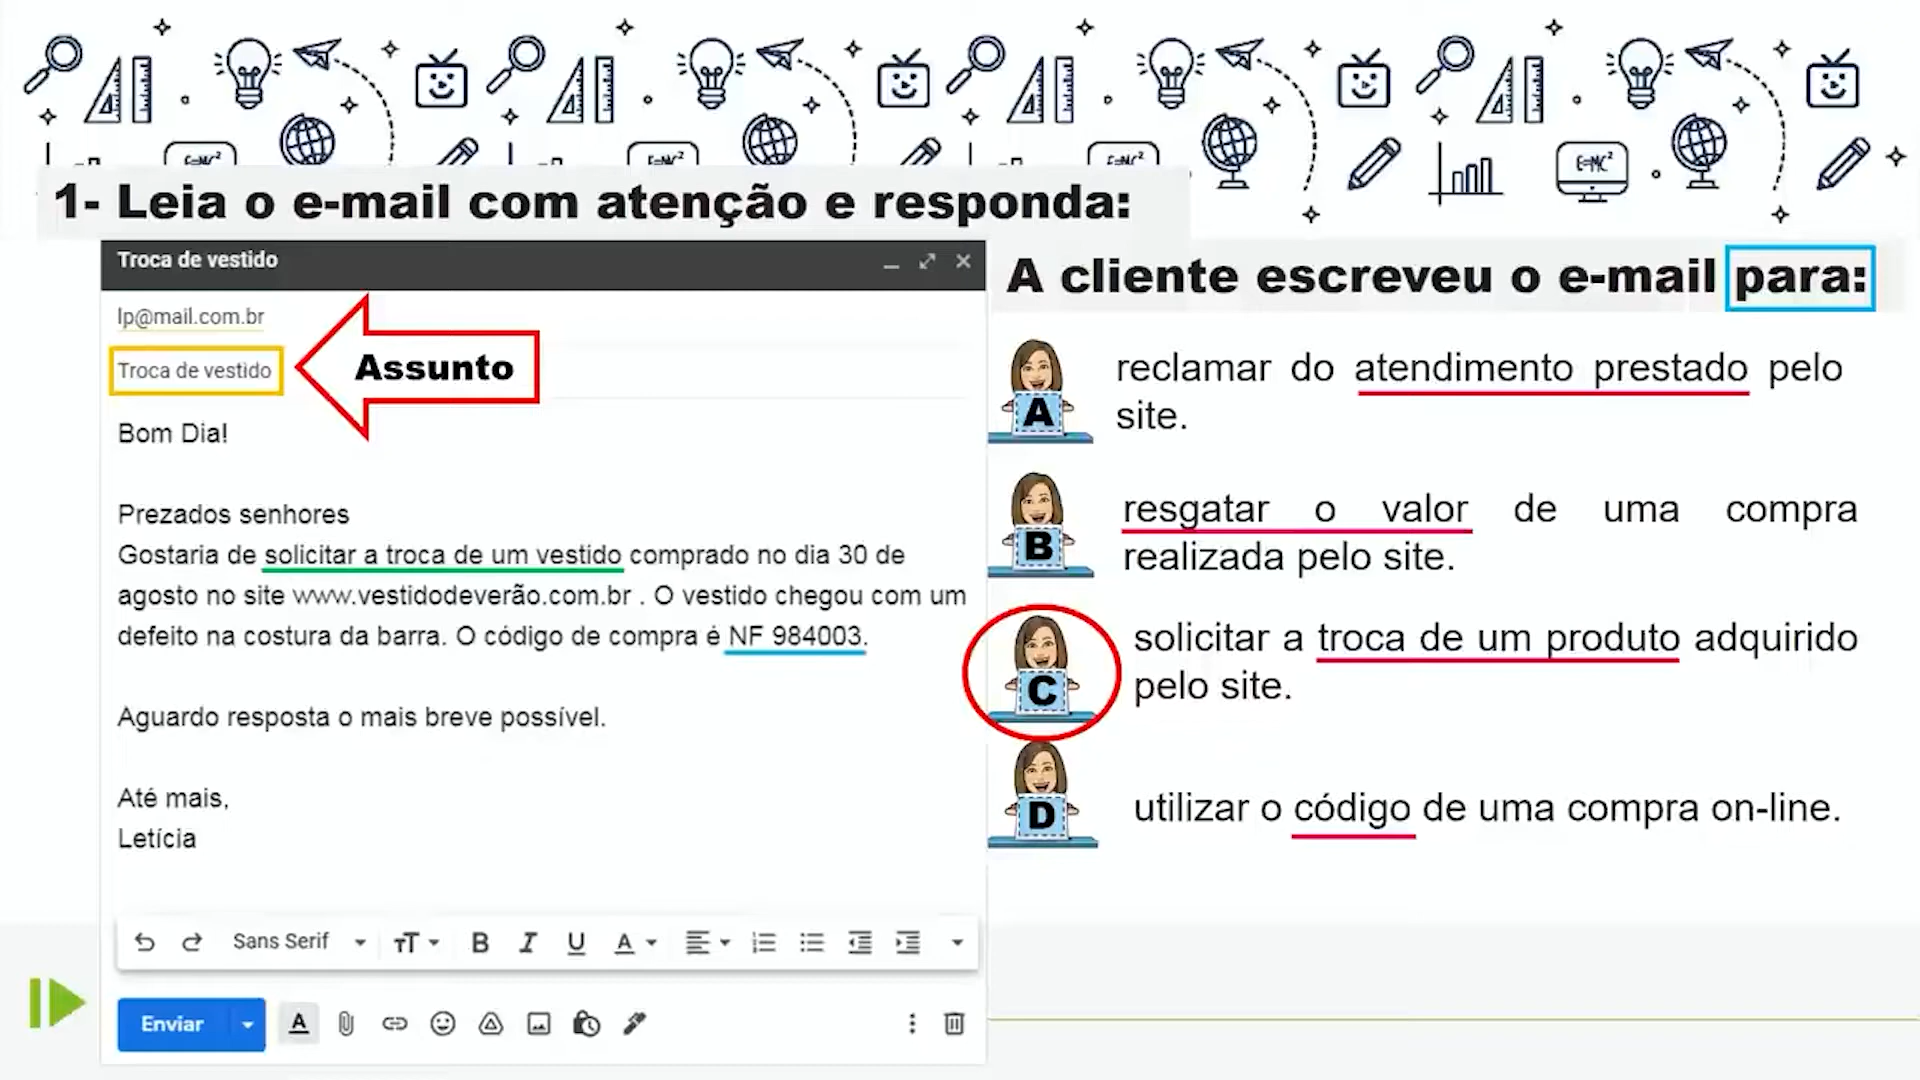 E=MC² E=MC² E=MC² E=MC²
1- Leia o e-mail com atenção e responda:
Troca de vestido
lp@mail.com.br
Troca de vestido
Assunto
Bom Dia!
Prezados senhores
Gostaria de solicitar a troca de um vestido comprado no dia 30 de
agosto no site www.vestidodeverão.com.br . O vestido chegou com um
defeito na costura da barra. O código de compra é NF 984003.
Aguardo resposta o mais breve possível.
Até mais,
Letícia
Sans Serif
Enviar
A cliente escreveu o e-mail para:
A
reclamar do atendimento prestado pelo
site.
B
resgatar o valor de uma compra
realizada pelo site.
C
solicitar a troca de um produto adquirido
pelo site.
D
utilizar o código de uma compra on-line.